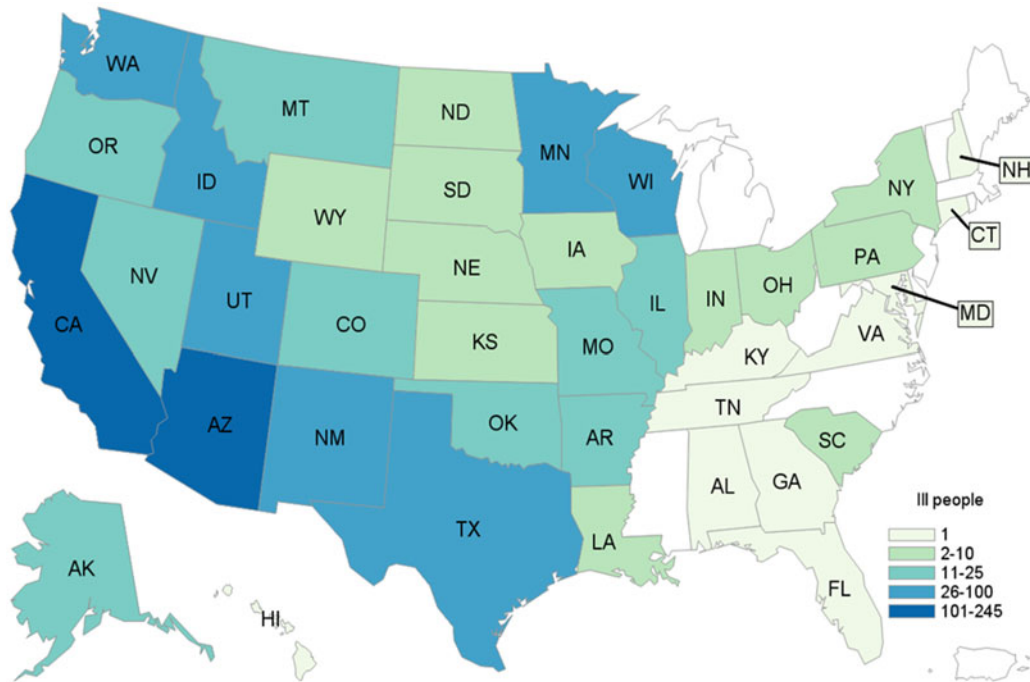 WA
MT
ND
MN
OR
ID
WI
NH
SD
NY
WY
CT
IA
PA
NE
NV
OH
IN
IL
UT
MD
CA
CO
KS
MO
VA
KY
TN
AZ
OK
NM
AR
SC
AL
GA
TX
LA
AK
FL
HI
Ill people
1
2-10
11-25
26-100
101-245